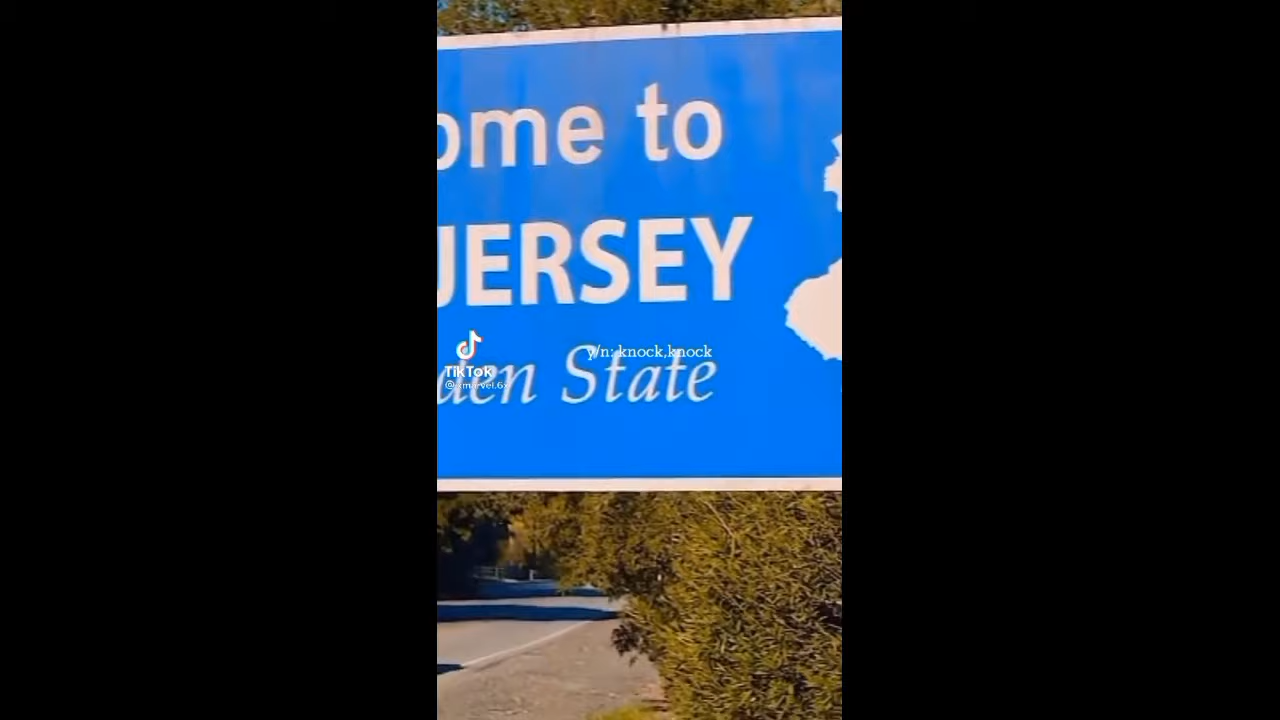 ome to
JERSEY
y/n: knock,knock
den State
TikTok